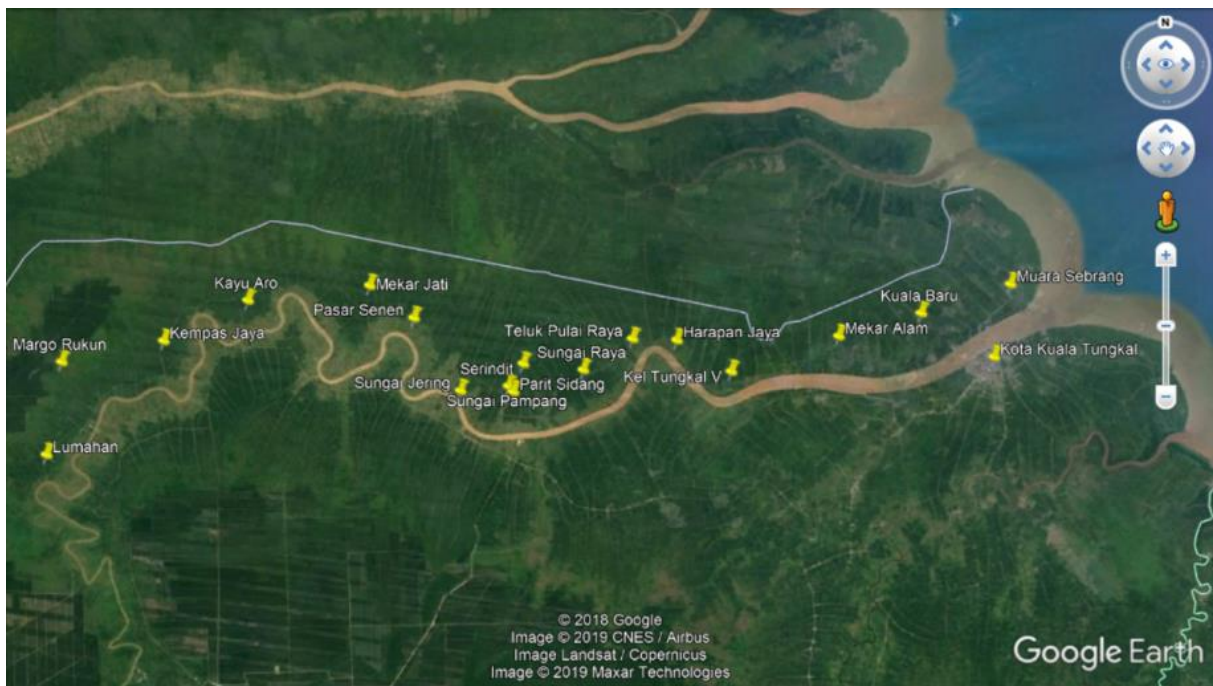 N
Muara Sebrang
Kayu Aro
Mekar Jati
Kuala Baru
Pasar Senen
Kempas Jaya
Teluk Pulai Raya
Harapan Jaya
Mekar Alam
Margo Rukun
Sungai Raya
Kota Kuala Tungkal
Serindit
Kel Tungkal V
Sungai Jering
Parit Sidang
Sungai Pampang
Lumahan
© 2018 Google
Image © 2019 CNES / Airbus
Image Landsat / Copernicus
Image © 2019 Maxar Technologies
Google Earth